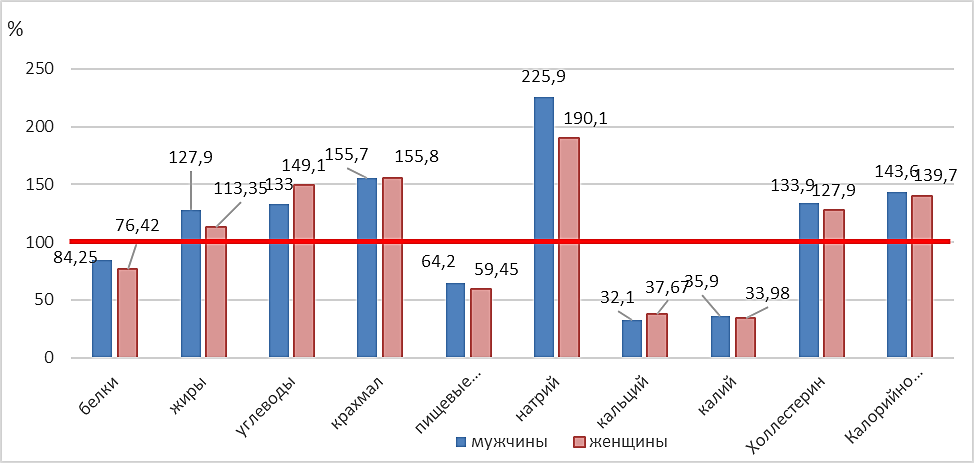 %
250
200
150
100
50
0
84,25
76,42
127,9
113,35
133
149,1
155,7
155,8
64,2
59,45
225,9
190,1
32,1
37,67
35,9
33,98
133,9
127,9
143,6
139,7
белки
жиры
углеводы
крахмал
пищевые...
натрий
кальций
калий
Холлестерин
Калорийно...
мужчины
женщины